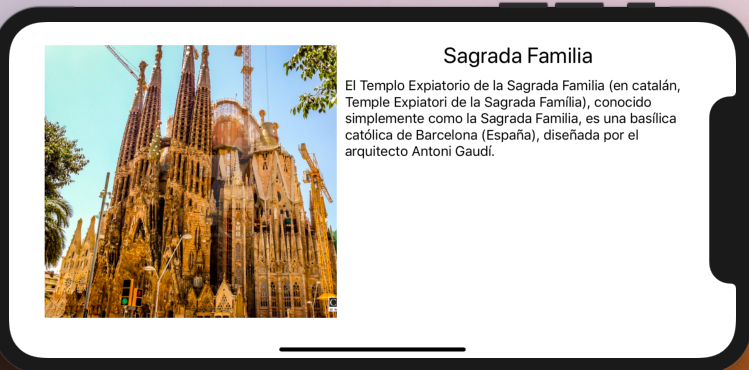 Sagrada Familia
El Templo Expiatorio de la Sagrada Familia (en catalán,
Temple Expiatori de la Sagrada Família), conocido
simplemente como la Sagrada Familia, es una basílica
católica de Barcelona (España), diseñada por el
arquitecto Antoni Gaudí.